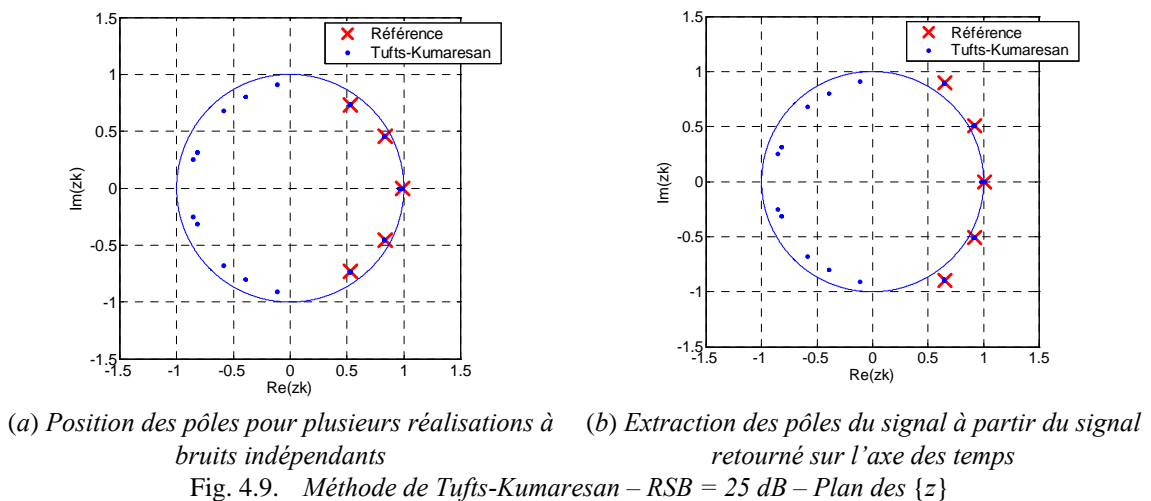 1.5
Référence
Tufts-Kumaresan
1
0.5
0
-0.5
-1
-1.5
Im(zk)
-1.5 -1 -0.5 0 0.5 1 1.5
Re(zk)
1.5
Référence
Tufts-Kumaresan
1
0.5
0
-0.5
-1
-1.5
Im(zk)
-1.5 -1 -0.5 0 0.5 1 1.5
Re(zk)
(a) Position des pôles pour plusieurs réalisations à
bruits indépendants
(b) Extraction des pôles du signal à partir du signal
retourné sur l’axe des temps
Fig. 4.9. Méthode de Tufts-Kumaresan – RSB = 25 dB – Plan des {z}